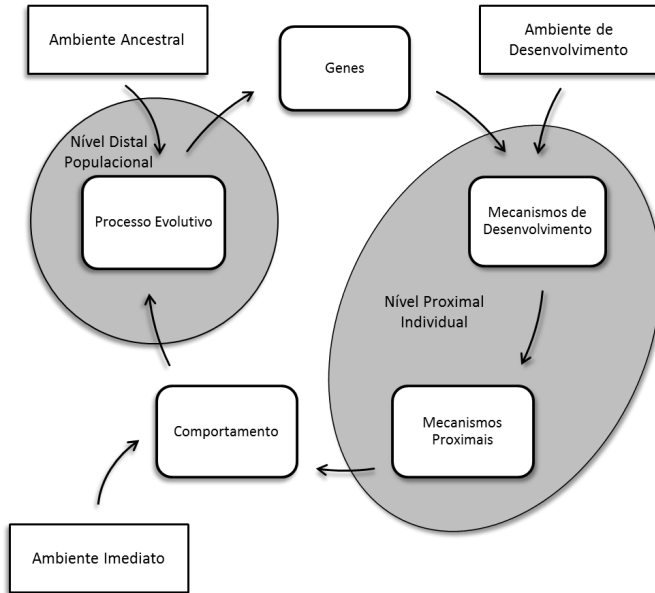 Ambiente Ancestral
Genes
Ambiente de
Desenvolvimento
Nível Distal
Populacional
Processo Evolutivo
Mecanismos de
Desenvolvimento
Nível Proximal
Individual
Comportamento
Mecanismos
Proximais
Ambiente Imediato